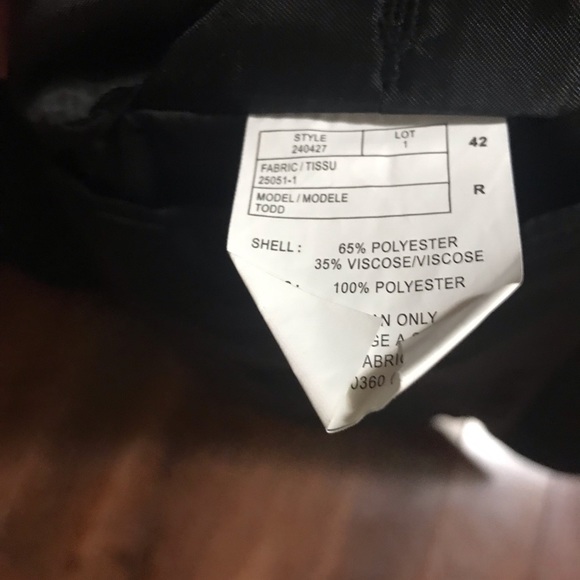 STYLE LOT 42
240427 1
FABRIC/TISSU
25051-1
MODEL/MODELE R
TODD
SHELL: 65% POLYESTER
35% VISCOSE/VISCOSE
100% POLYESTER
ONLY